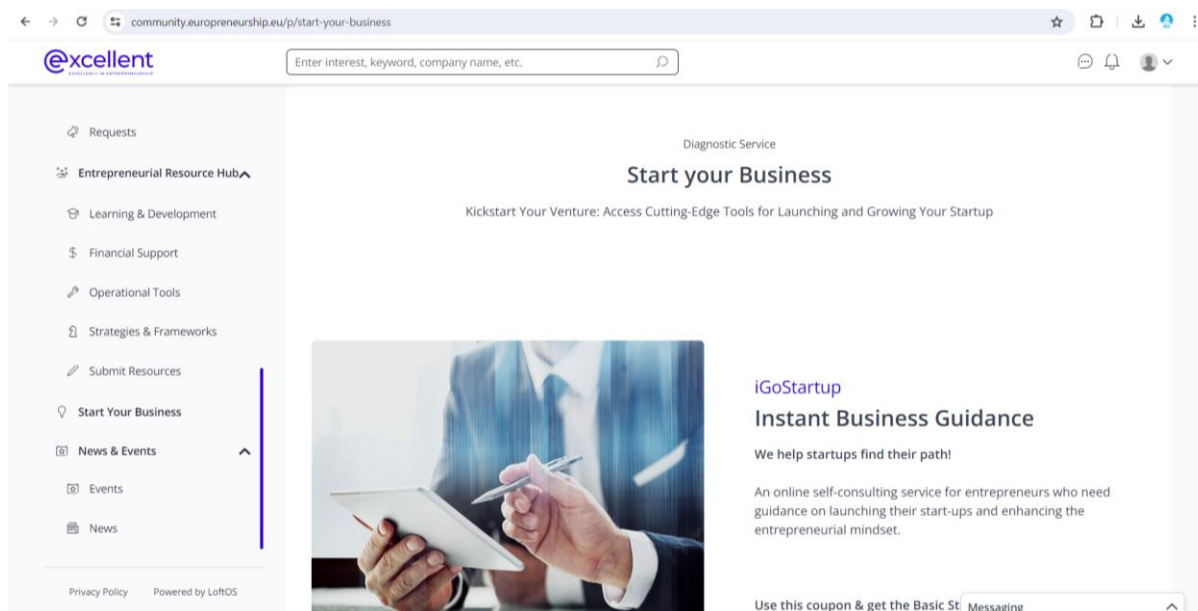 community.europreneurship.eu/p/start-your-business
excellent
EXCELLENCY IN ENTREPRENEURSHIP
Enter interest, keyword, company name, etc.
Requests
Entrepreneurial Resource Hub
Learning & Development
Financial Support
Operational Tools
Strategies & Frameworks
Submit Resources
Start Your Business
News & Events
Events
News
Privacy Policy
Powered by LoftOS
Diagnostic Service
Start your Business
Kickstart Your Venture: Access Cutting-Edge Tools for Launching and Growing Your Startup
iGoStartup
Instant Business Guidance
We help startups find their path!
An online self-consulting service for entrepreneurs who need
guidance on launching their start-ups and enhancing the
entrepreneurial mindset.
Use this coupon & get the Basic St
Messaging